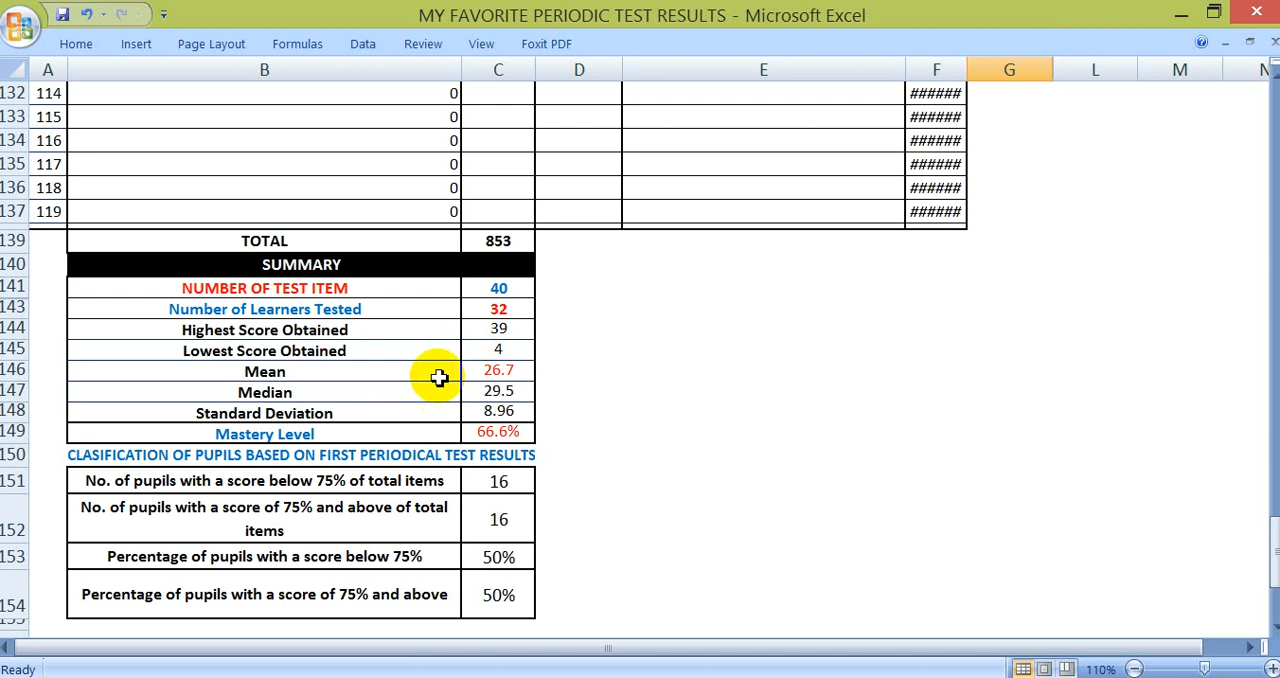 MY FAVORITE PERIODIC TEST RESULTS - Microsoft Excel
Home Insert Page Layout Formulas Data Review View Foxit PDF
A B C D E F G L M N
132 114 0 ######
133 115 0 ######
134 116 0 ######
135 117 0 ######
136 118 0 ######
137 119 0 ######
139 TOTAL 853
140 SUMMARY
141 NUMBER OF TEST ITEM 40
143 Number of Learners Tested 32
144 Highest Score Obtained 39
145 Lowest Score Obtained 4
146 Mean 26.7
147 Median 29.5
148 Standard Deviation 8.96
149 Mastery Level 66.6%
150 CLASIFICATION OF PUPILS BASED ON FIRST PERIODICAL TEST RESULTS
151 No. of pupils with a score below 75% of total items 16
No. of pupils with a score of 75% and above of total
152 items 16
153 Percentage of pupils with a score below 75% 50%
154 Percentage of pupils with a score of 75% and above 50%
Ready 110%